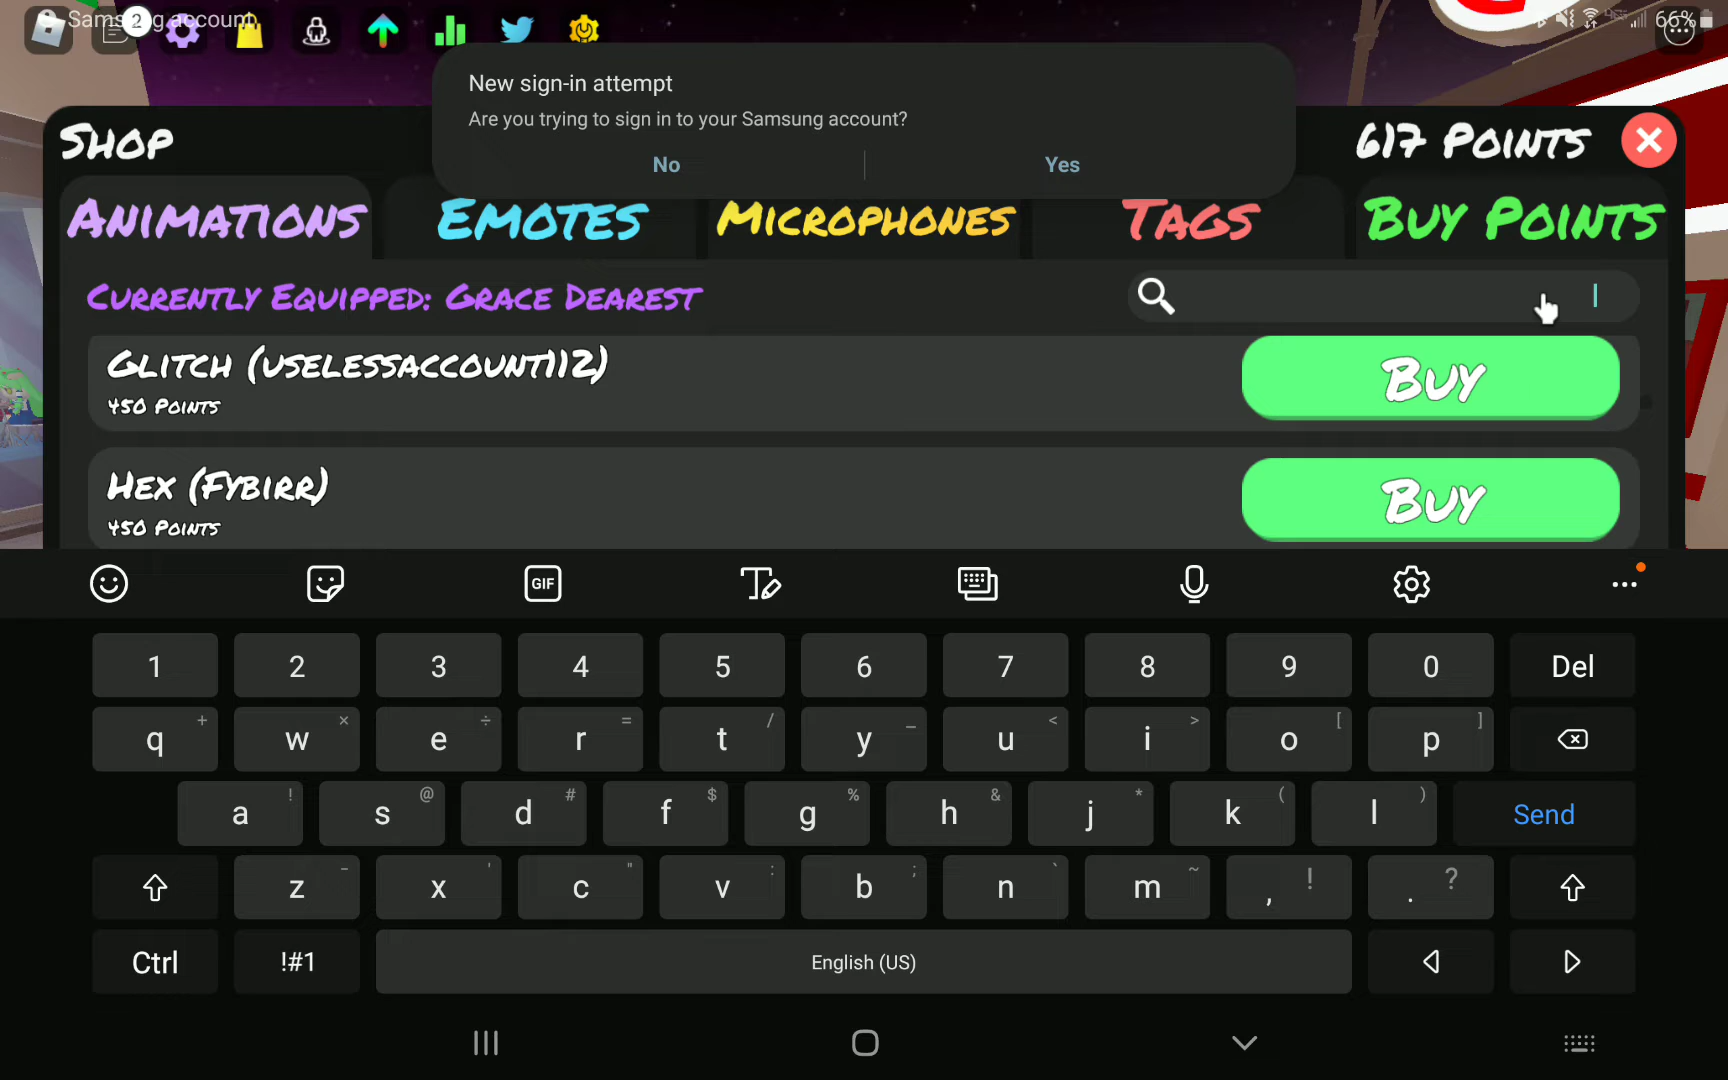 Samsung account
2
66%
New sign-in attempt
Are you trying to sign in to your Samsung account?
No
Yes
Shop
617 Points
Animations
Emotes
Microphones
Tags
Buy Points
Currently Equipped: Grace Dearest
Glitch (uselessaccount112)
450 Points
Buy
Hex (Fybirr)
450 Points
Buy
GIF
1 2 3 4 5 6 7 8 9 0 Del
q + w × e ÷ r = t / y _ u < i > o [ p ]
a ! s @ d # f $ g % h & j * k ( l ) Send
z - x ' c " v : b ; n ` m ~ , ! . ?
Ctrl !#1 English (US)